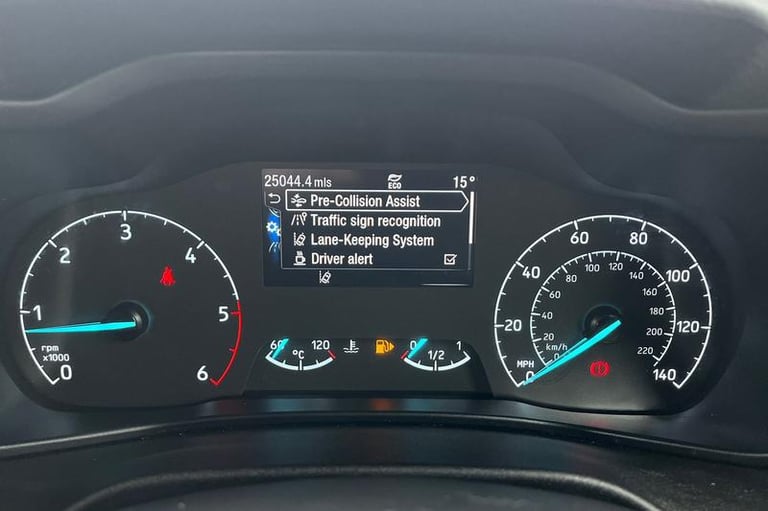 25044.4 mls ECO 15°
Pre-Collision Assist
Traffic sign recognition
Lane-Keeping System
Driver alert
0 1 2 3 4 5 6
rpm
x1000
60 °C 120
0 1/2 1
0 20 40 60 80 100 120 140
MPH
0 20 40 60 80 100 120 140 160 180 200 220
km/h